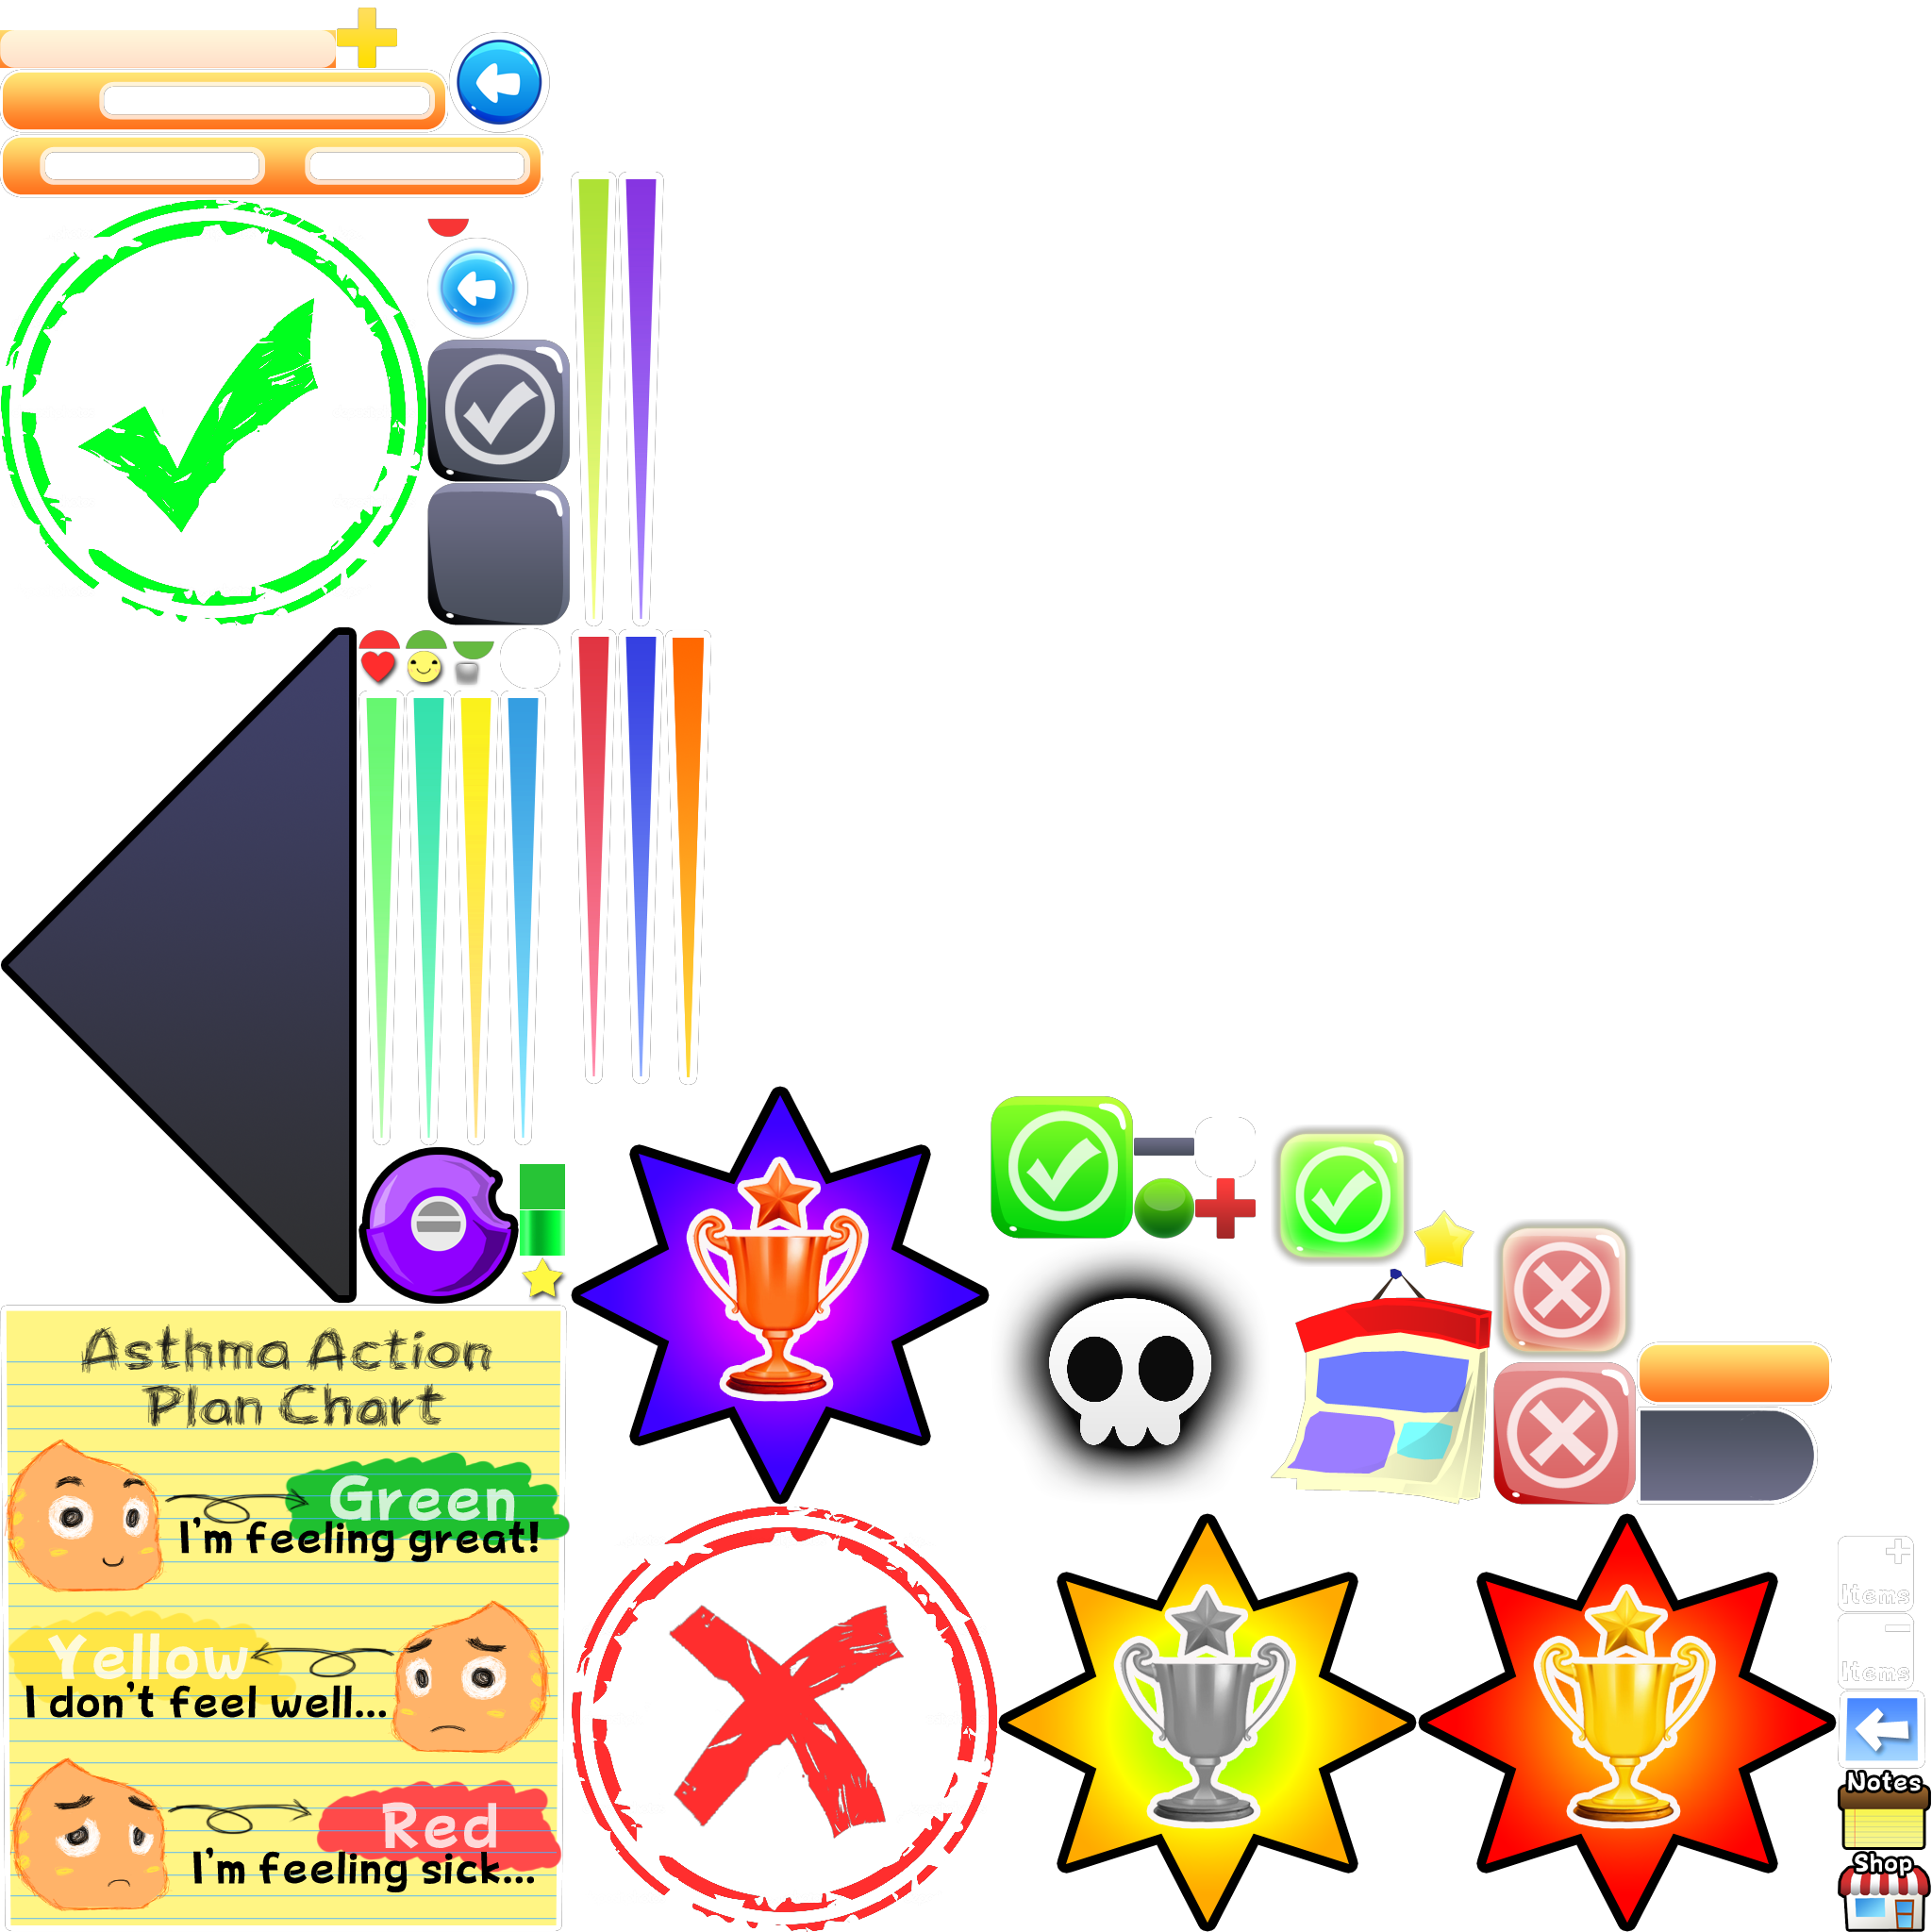 Asthma Action
Plan Chart
Green
I'm feeling great!
Yellow
I don't feel well...
Red
I'm feeling sick...
Items
Items
Notes
Shop